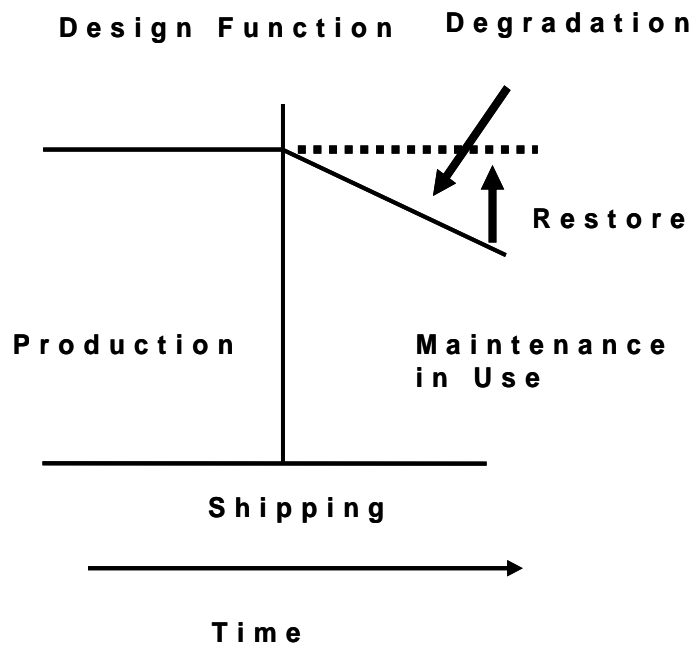 Design Function
Degradation
Restore
Production
Maintenance
in Use
Shipping
Time